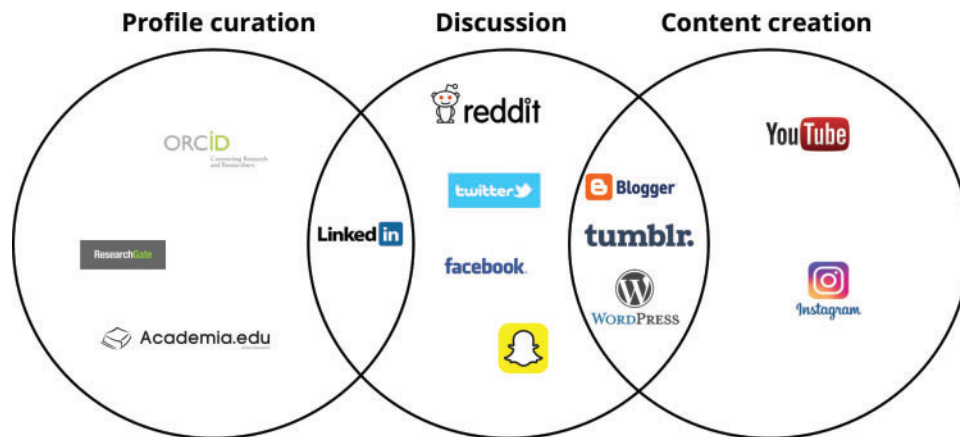 Profile curation
Discussion
Content creation
ORCID
Connecting Research
and Researchers
reddit
YouTube
twitter
Blogger
LinkedIn
tumblr.
ResearchGate
facebook.
WORDPRESS
Instagram
Academia.edu